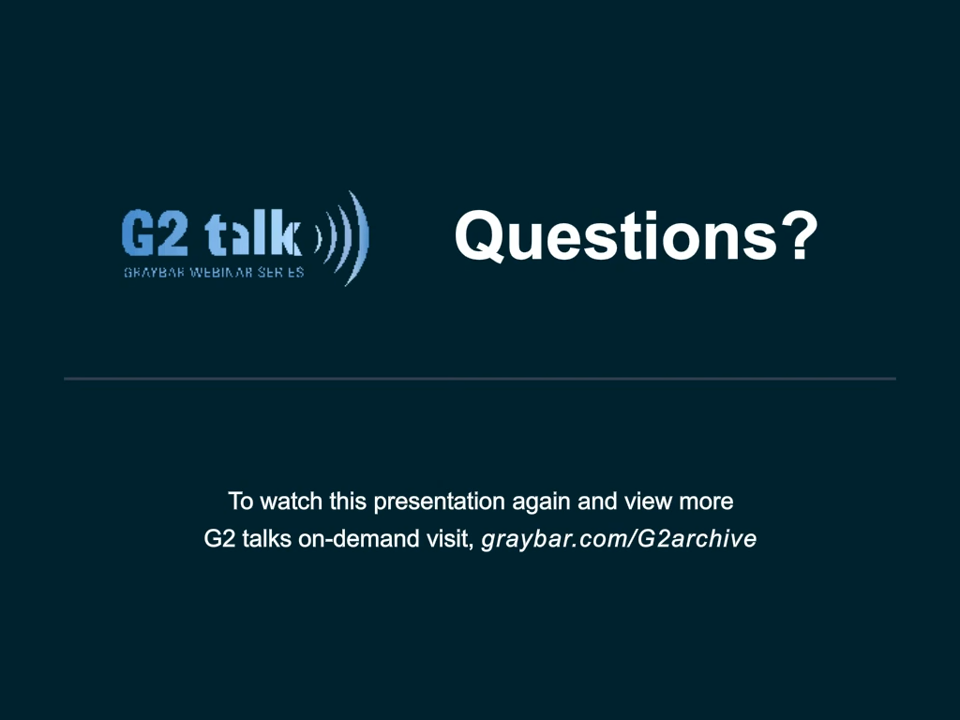 G2 talk
GRAYBAR WEBINAR SERIES
Questions?
To watch this presentation again and view more
G2 talks on-demand visit, graybar.com/G2archive